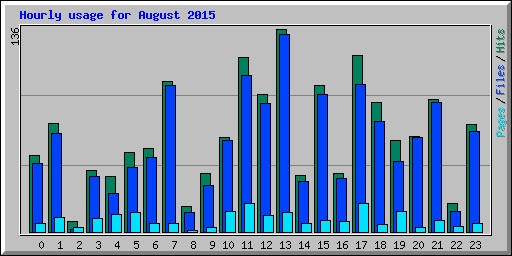 Hourly usage for August 2015
136
Pages/Files/Hits
0 1 2 3 4 5 6 7 8 9 10 11 12 13 14 15 16 17 18 19 20 21 22 23